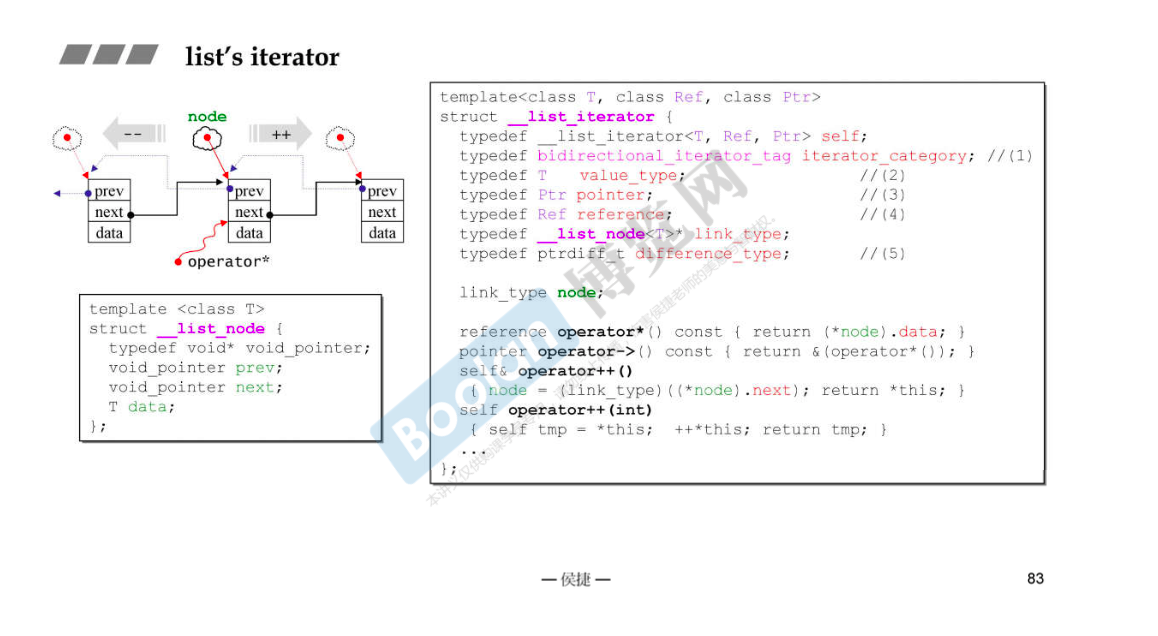 list’s iterator
node
-- ++
prev prev prev
next next next
data data data
operator*
template <class T>
struct __list_node {
typedef void* void_pointer;
void_pointer prev;
void_pointer next;
T data;
};
template<class T, class Ref, class Ptr>
struct __list_iterator {
typedef __list_iterator<T, Ref, Ptr> self;
typedef bidirectional_iterator_tag iterator_category; //(1)
typedef T value_type; //(2)
typedef Ptr pointer; //(3)
typedef Ref reference; //(4)
typedef __list_node<T>* link_type;
typedef ptrdiff_t difference_type; //(5)
link_type node;
reference operator*() const { return (*node).data; }
pointer operator->() const { return &(operator*()); }
self& operator++()
{ node = (link_type)((*node).next); return *this; }
self operator++(int)
{ self tmp = *this; ++*this; return tmp; }
...
};
Boolan 博览网
— 侯捷 —
83